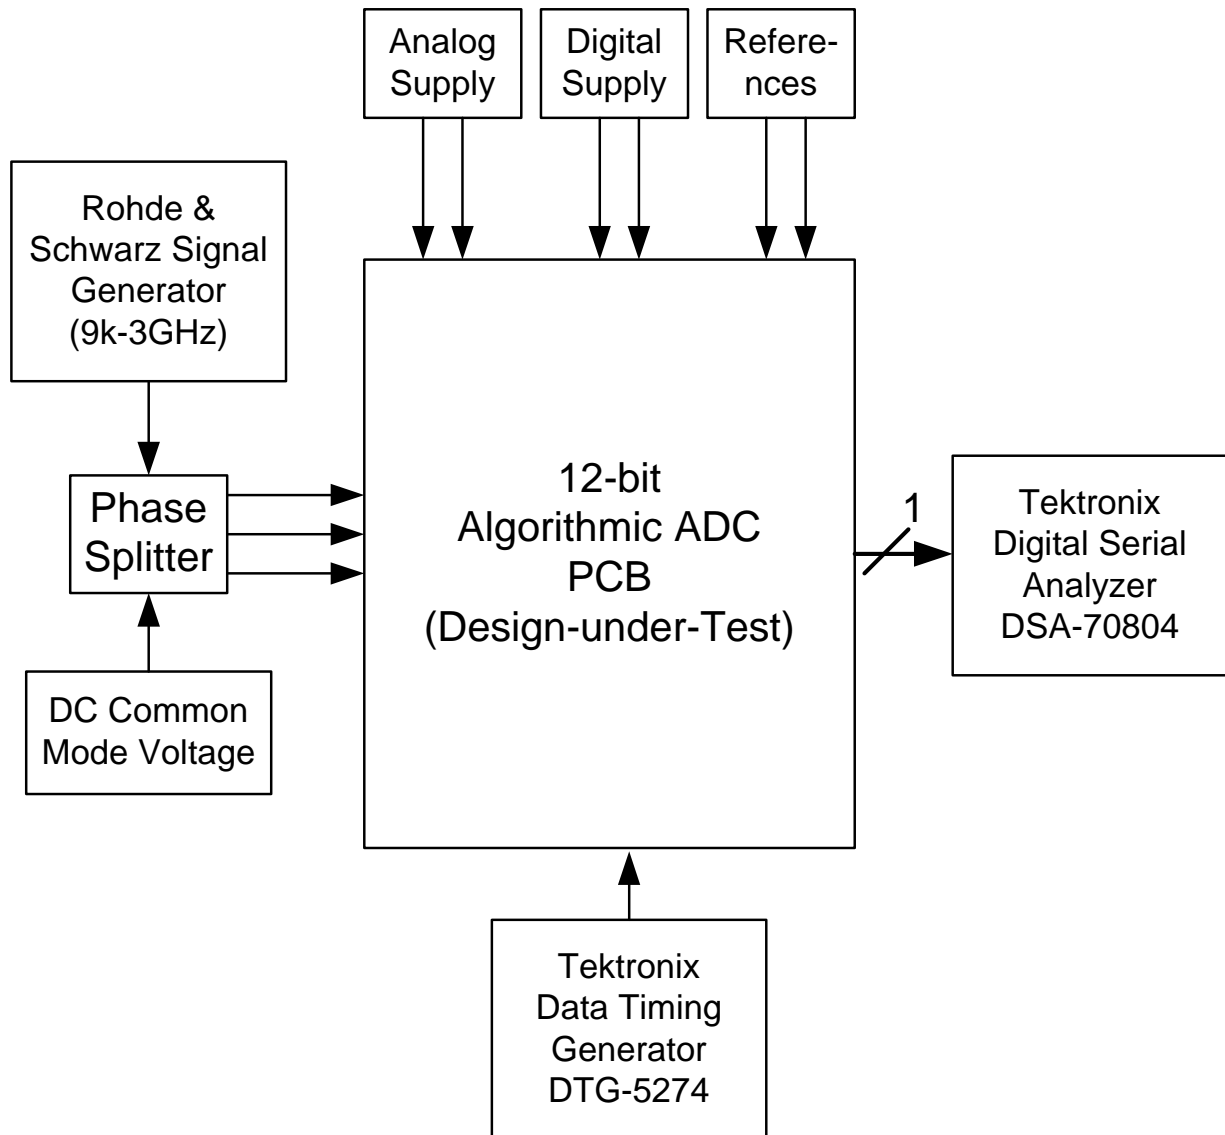 Analog
Supply
Digital
Supply
Refere-
nces
Rohde &
Schwarz Signal
Generator
(9k-3GHz)
Phase
Splitter
DC Common
Mode Voltage
12-bit
Algorithmic ADC
PCB
(Design-under-Test)
1
Tektronix
Digital Serial
Analyzer
DSA-70804
Tektronix
Data Timing
Generator
DTG-5274